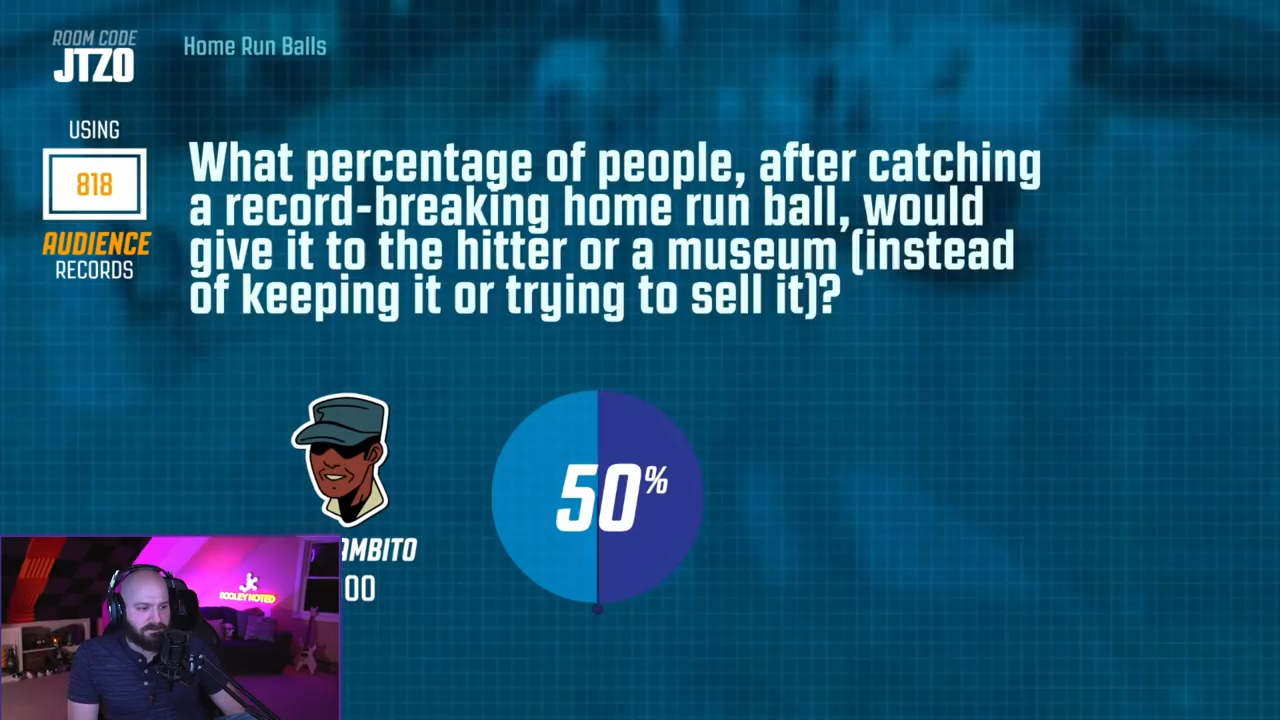 ROOM CODE
JTZO
Home Run Balls
USING
818
AUDIENCE
RECORDS
What percentage of people, after catching
a record-breaking home run ball, would
give it to the hitter or a museum (instead
of keeping it or trying to sell it)?
50%
DOOLEY NOTED